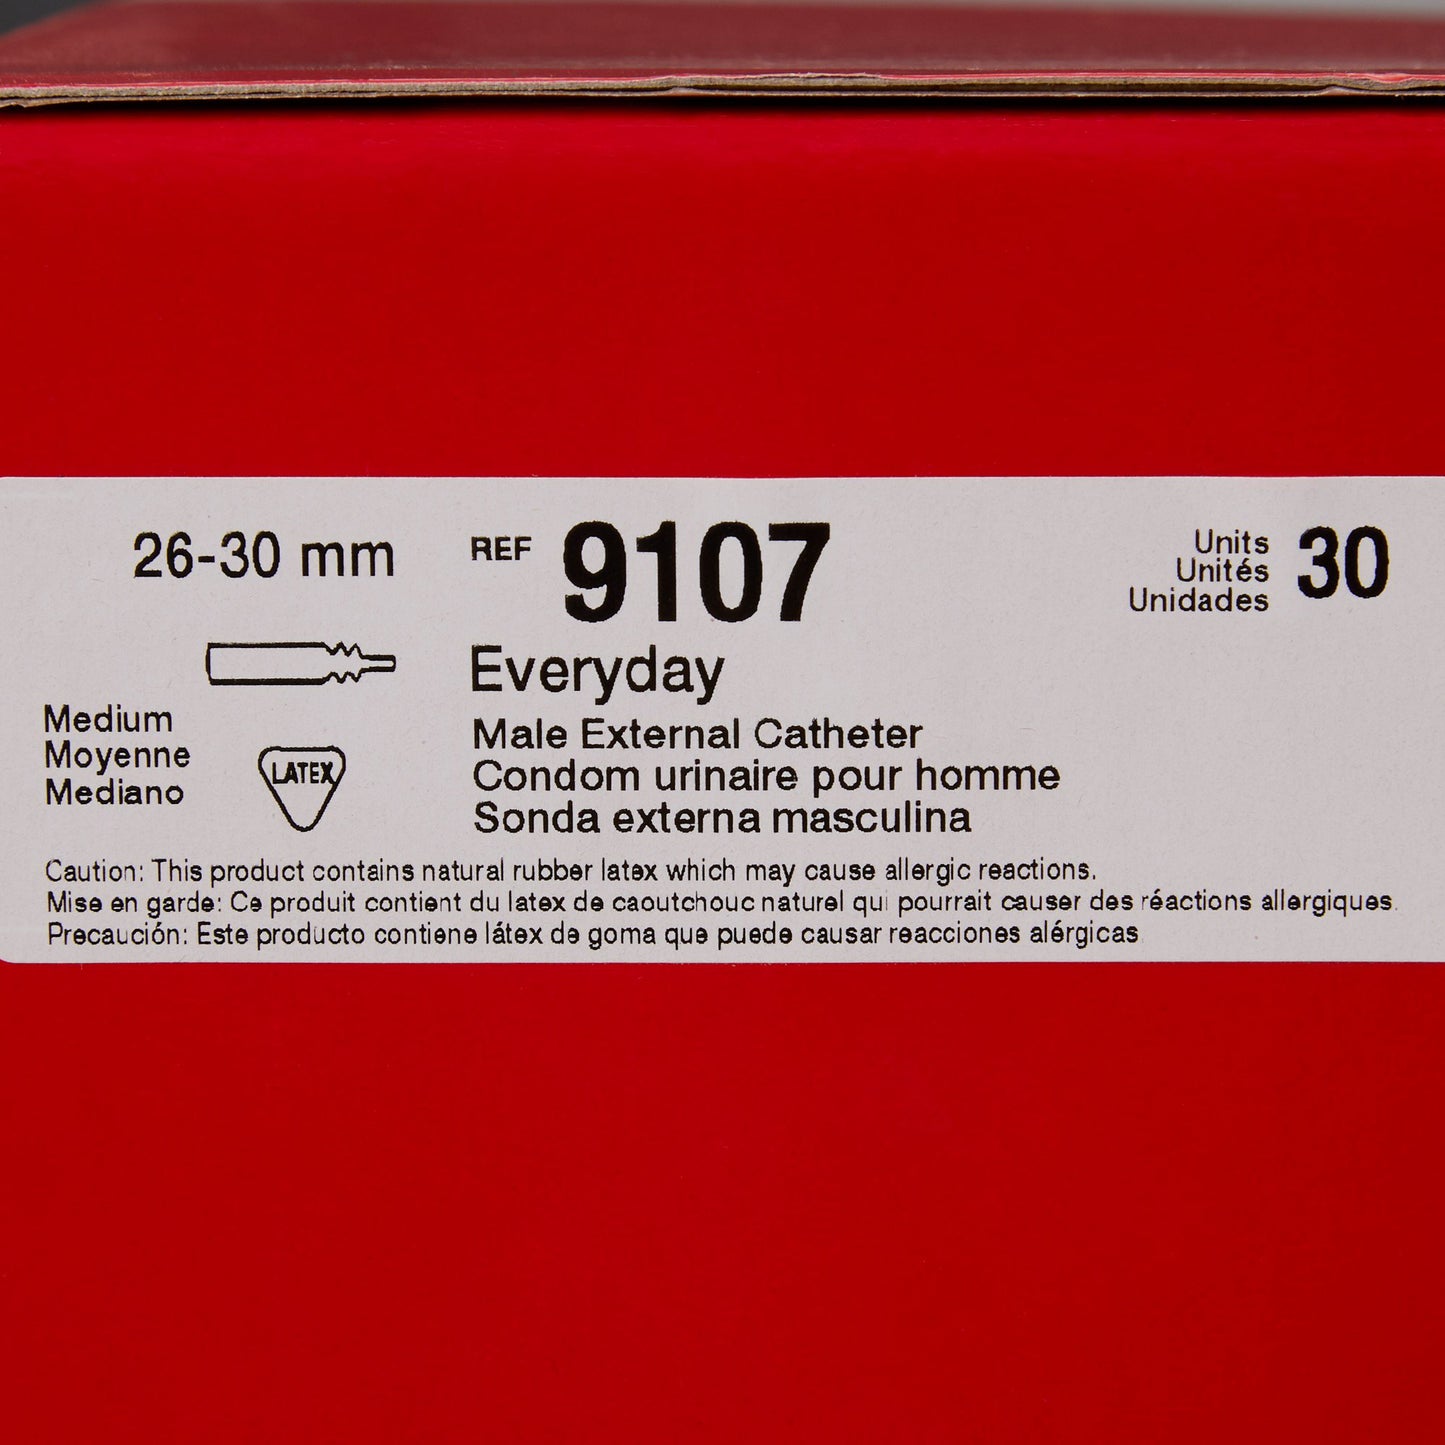 26-30 mm
REF 9107
Units
Unités
Unidades
30
Everyday
Medium
Moyenne
Mediano
LATEX
Male External Catheter
Condom urinaire pour homme
Sonda externa masculina
Caution: This product contains natural rubber latex which may cause allergic reactions.
Mise en garde: Ce produit contient du latex de caoutchouc naturel qui pourrait causer des réactions allergiques.
Precaución: Este producto contiene látex de goma que puede causar reacciones alérgicas